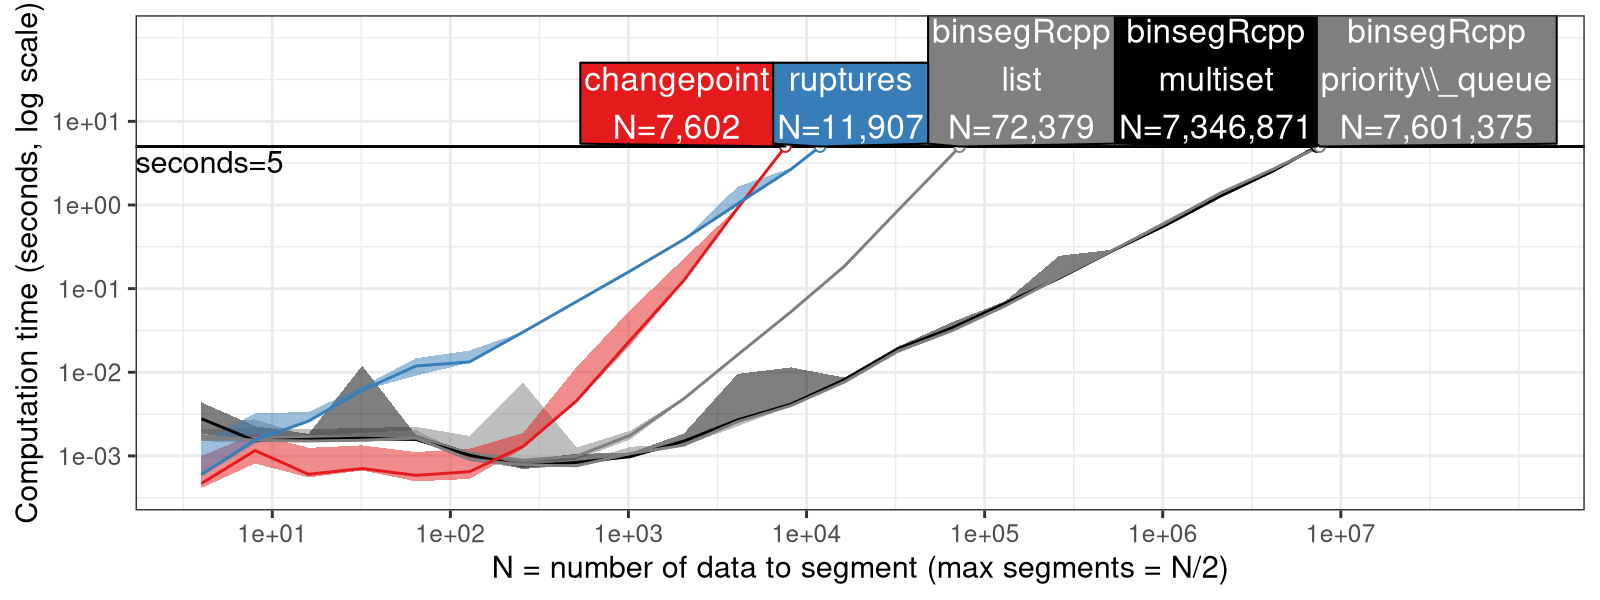 Computation time (seconds, log scale)
1e+01
1e+00
1e-01
1e-02
1e-03
seconds=5
changepoint
N=7,602
ruptures
N=11,907
binsegRcpp
list
N=72,379
binsegRcpp
multiset
N=7,346,871
binsegRcpp
priority\\_queue
N=7,601,375
1e+01
1e+02
1e+03
1e+04
1e+05
1e+06
1e+07
N = number of data to segment (max segments = N/2)